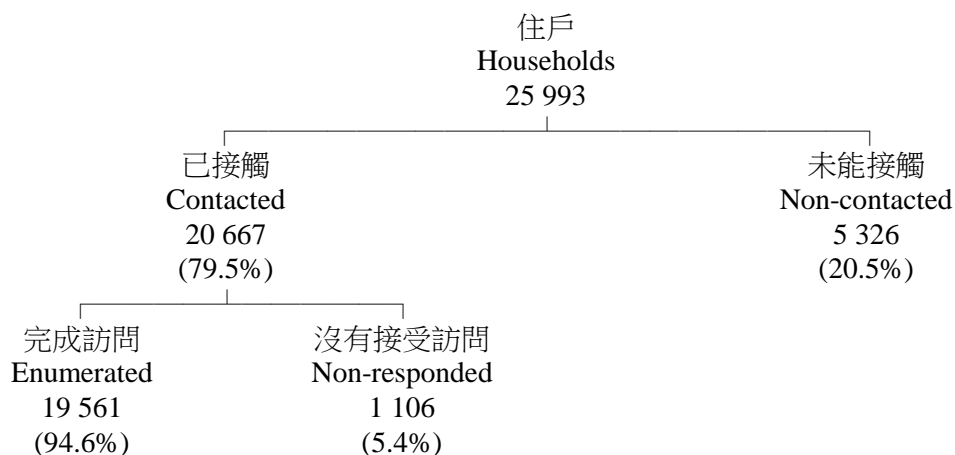 住戶
Households
25 993
已接觸
Contacted
20 667
(79.5%)
未能接觸
Non-contacted
5 326
(20.5%)
完成訪問
Enumerated
19 561
(94.6%)
沒有接受訪問
Non-responded
1 106
(5.4%)